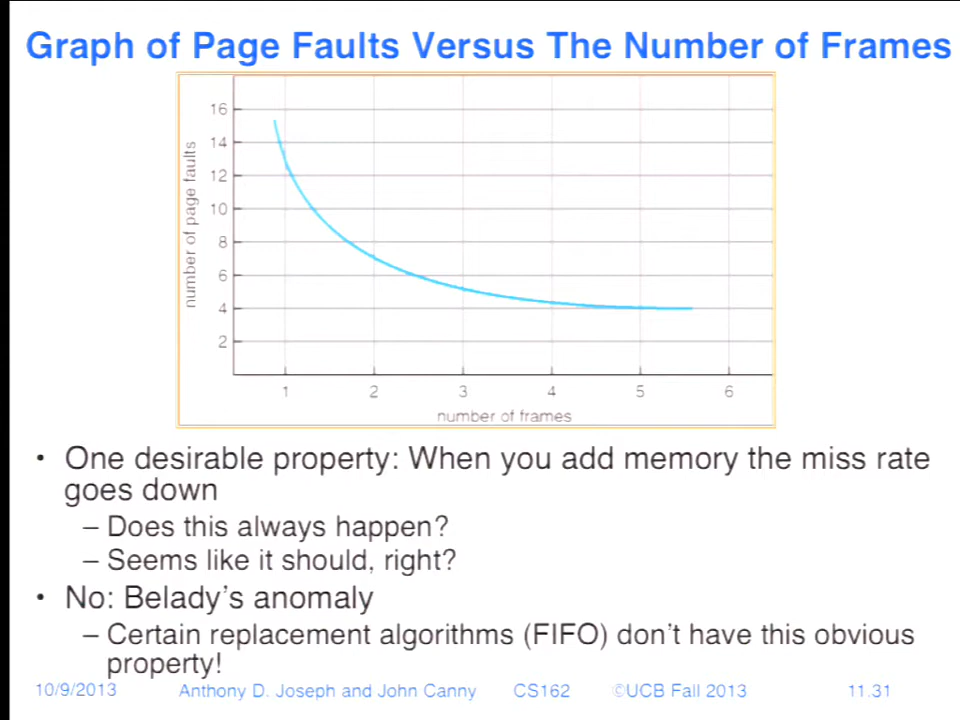 Graph of Page Faults Versus The Number of Frames
16
14
12
10
8
6
4
2
number of page faults
1 2 3 4 5 6
number of frames
• One desirable property: When you add memory the miss rate
goes down
– Does this always happen?
– Seems like it should, right?
• No: Belady's anomaly
– Certain replacement algorithms (FIFO) don't have this obvious
property!
10/9/2013 Anthony D. Joseph and John Canny CS162 ©UCB Fall 2013 11.31